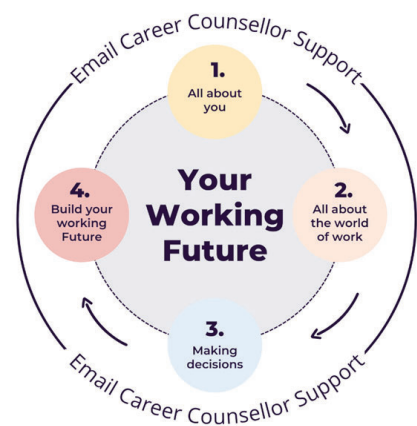 Email Career Counsellor Support
1.
All about
you
2.
All about
the world
of work
3.
Making
decisions
4.
Build your
working
Future
Your
Working
Future
Email Career Counsellor Support